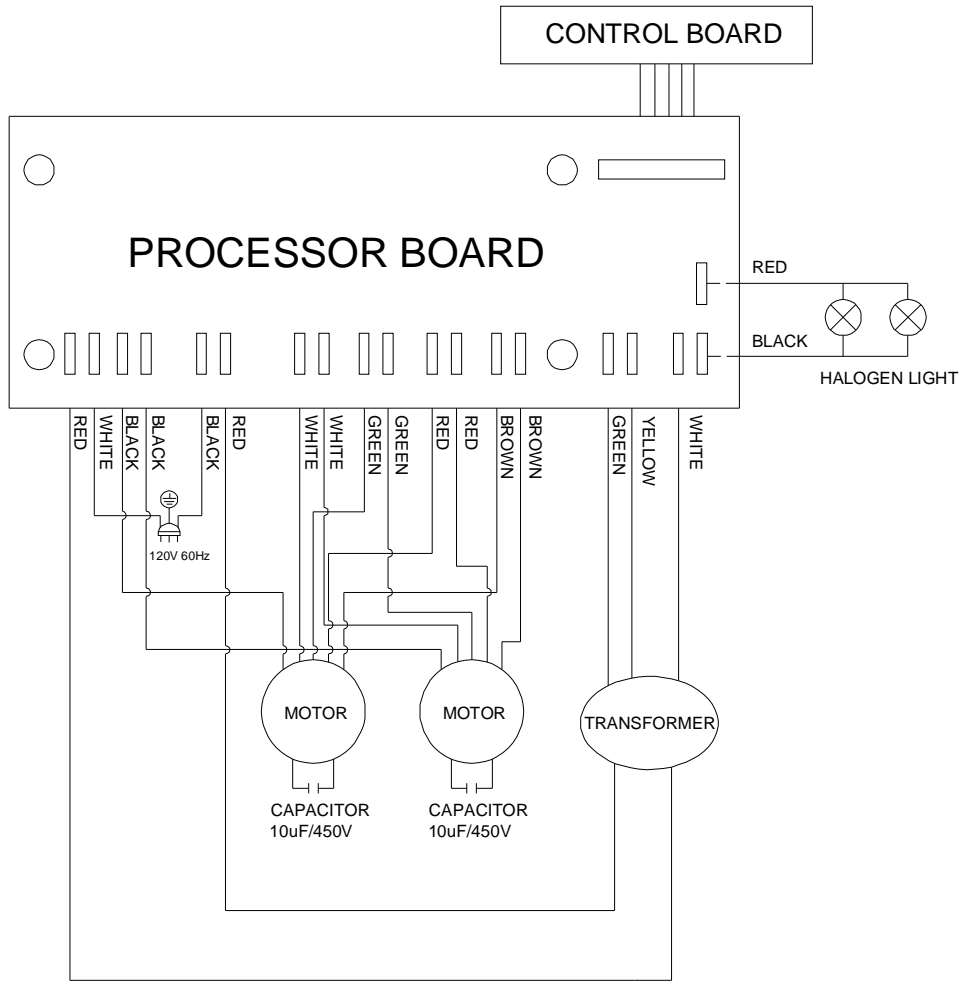 CONTROL BOARD
PROCESSOR BOARD
RED
BLACK
HALOGEN LIGHT
RED
WHITE
BLACK
BLACK
BLACK
RED
WHITE
WHITE
GREEN
GREEN
RED
RED
BROWN
BROWN
GREEN
YELLOW
WHITE
120V 60Hz
MOTOR
MOTOR
TRANSFORMER
CAPACITOR
10uF/450V
CAPACITOR
10uF/450V